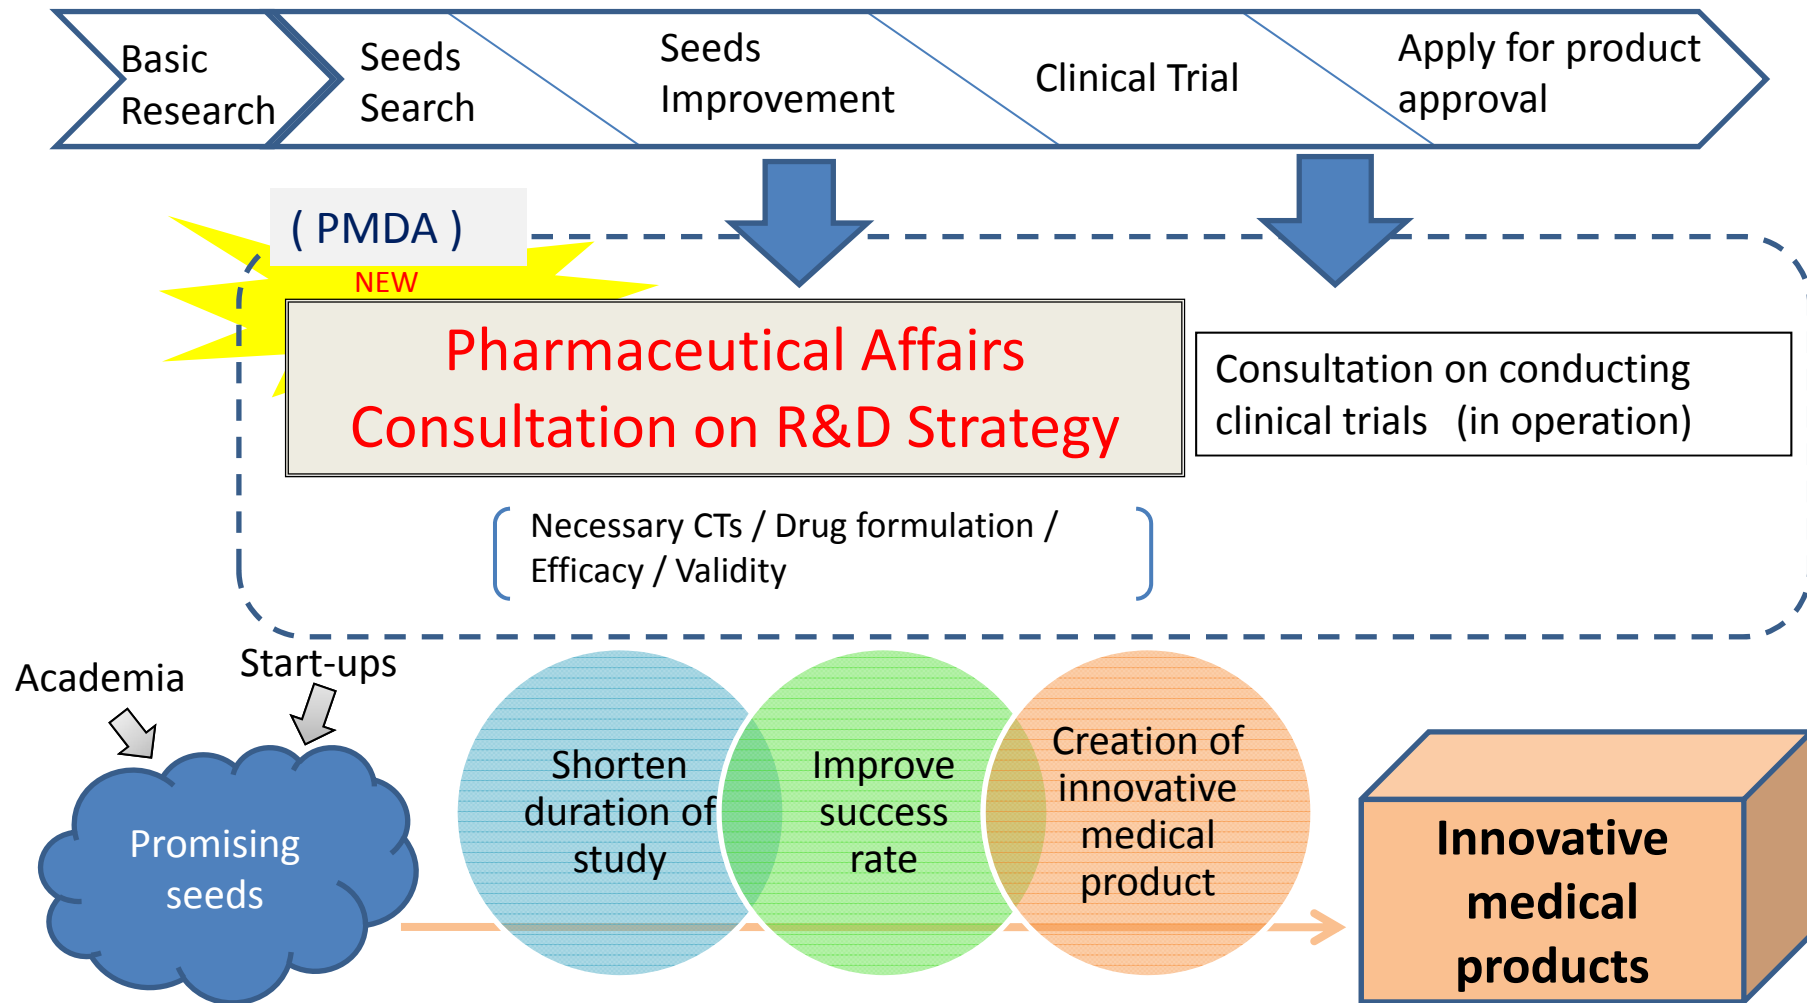 Basic
Research
Seeds
Search
Seeds
Improvement
Clinical Trial
Apply for product
approval
( PMDA )
NEW
Pharmaceutical Affairs
Consultation on R&D Strategy
Consultation on conducting
clinical trials (in operation)
Necessary CTs / Drug formulation /
Efficacy / Validity
Academia
Start-ups
Promising
seeds
Shorten
duration of
study
Improve
success
rate
Creation of
innovative
medical
product
Innovative
medical
products